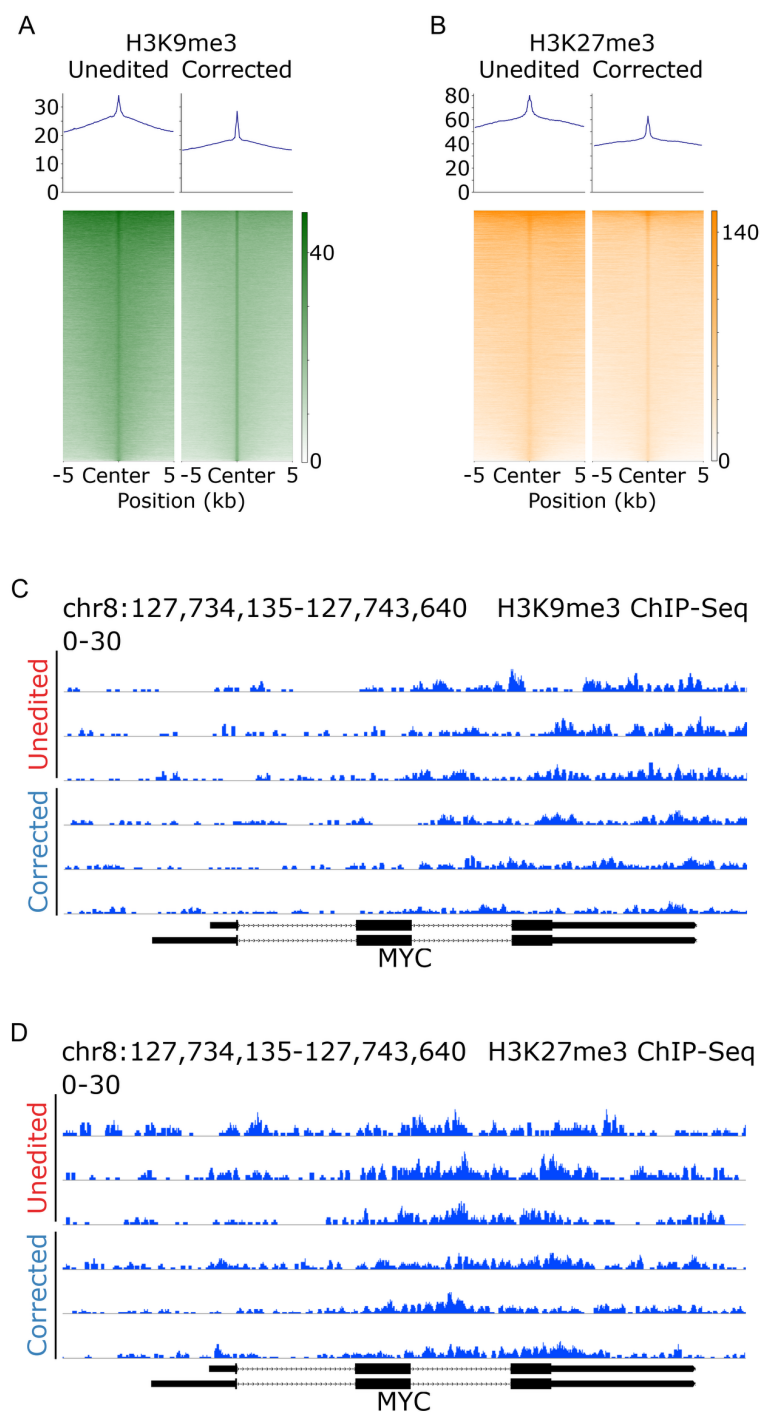 A
H3K9me3
Unedited Corrected
30
25
20
15
10
5
0
40
0
-5 Center 5 -5 Center 5
Position (kb)
B
H3K27me3
Unedited Corrected
80
60
40
20
0
140
0
-5 Center 5 -5 Center 5
Position (kb)
C
chr8:127,734,135-127,743,640 H3K9me3 ChIP-Seq
0-30
Unedited
Corrected
MYC
D
chr8:127,734,135-127,743,640 H3K27me3 ChIP-Seq
0-30
Unedited
Corrected
MYC